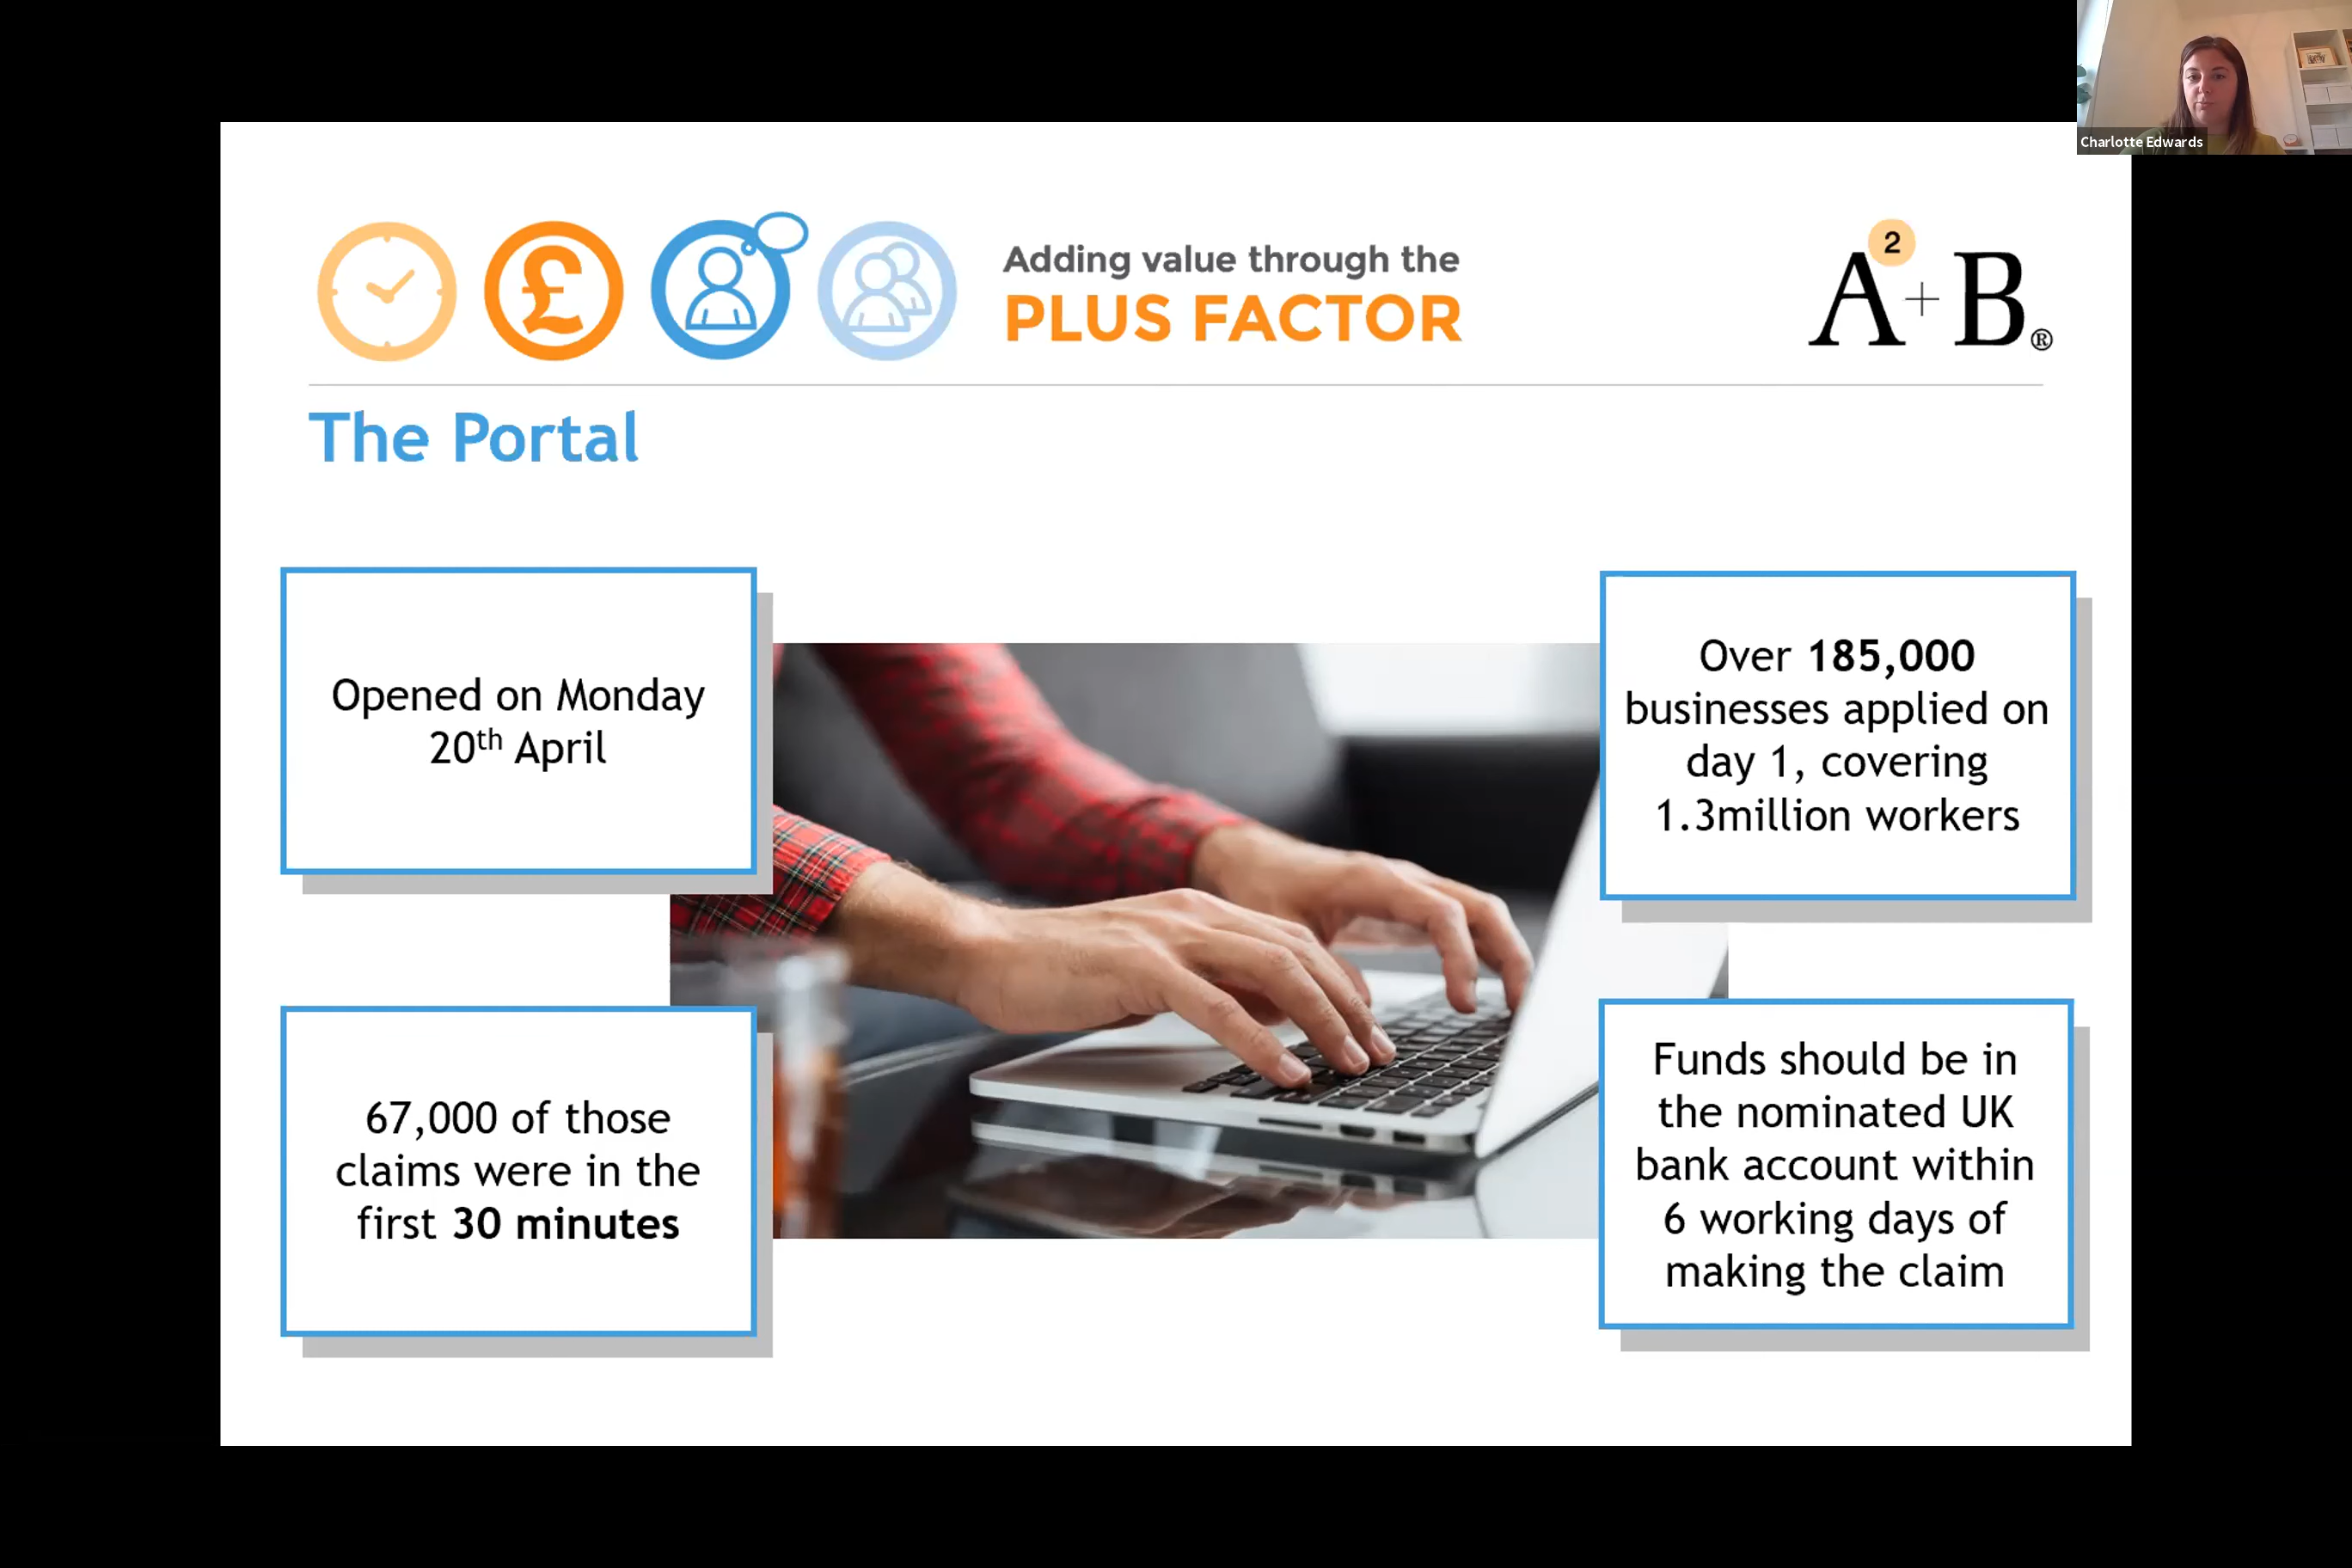 Charlotte Edwards
£
Adding value through the
PLUS FACTOR
A2+B®
The Portal
Opened on Monday
20th April
Over 185,000
businesses applied on
day 1, covering
1.3million workers
67,000 of those
claims were in the
first 30 minutes
Funds should be in
the nominated UK
bank account within
6 working days of
making the claim